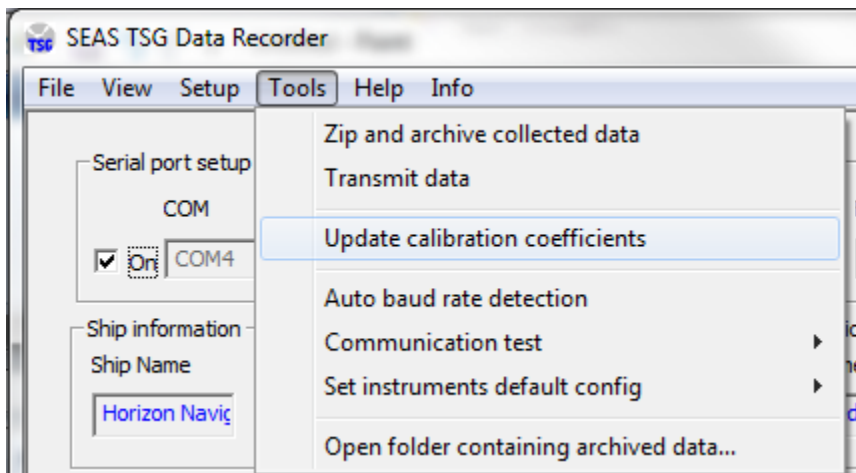 TSG SEAS TSG Data Recorder
File View Setup Tools Help Info
Zip and archive collected data
Serial port setup
Transmit data
COM
Update calibration coefficients
On COM4
Auto baud rate detection
Ship information
Communication test
Ship Name
Set instruments default config
Horizon Navig
Open folder containing archived data...